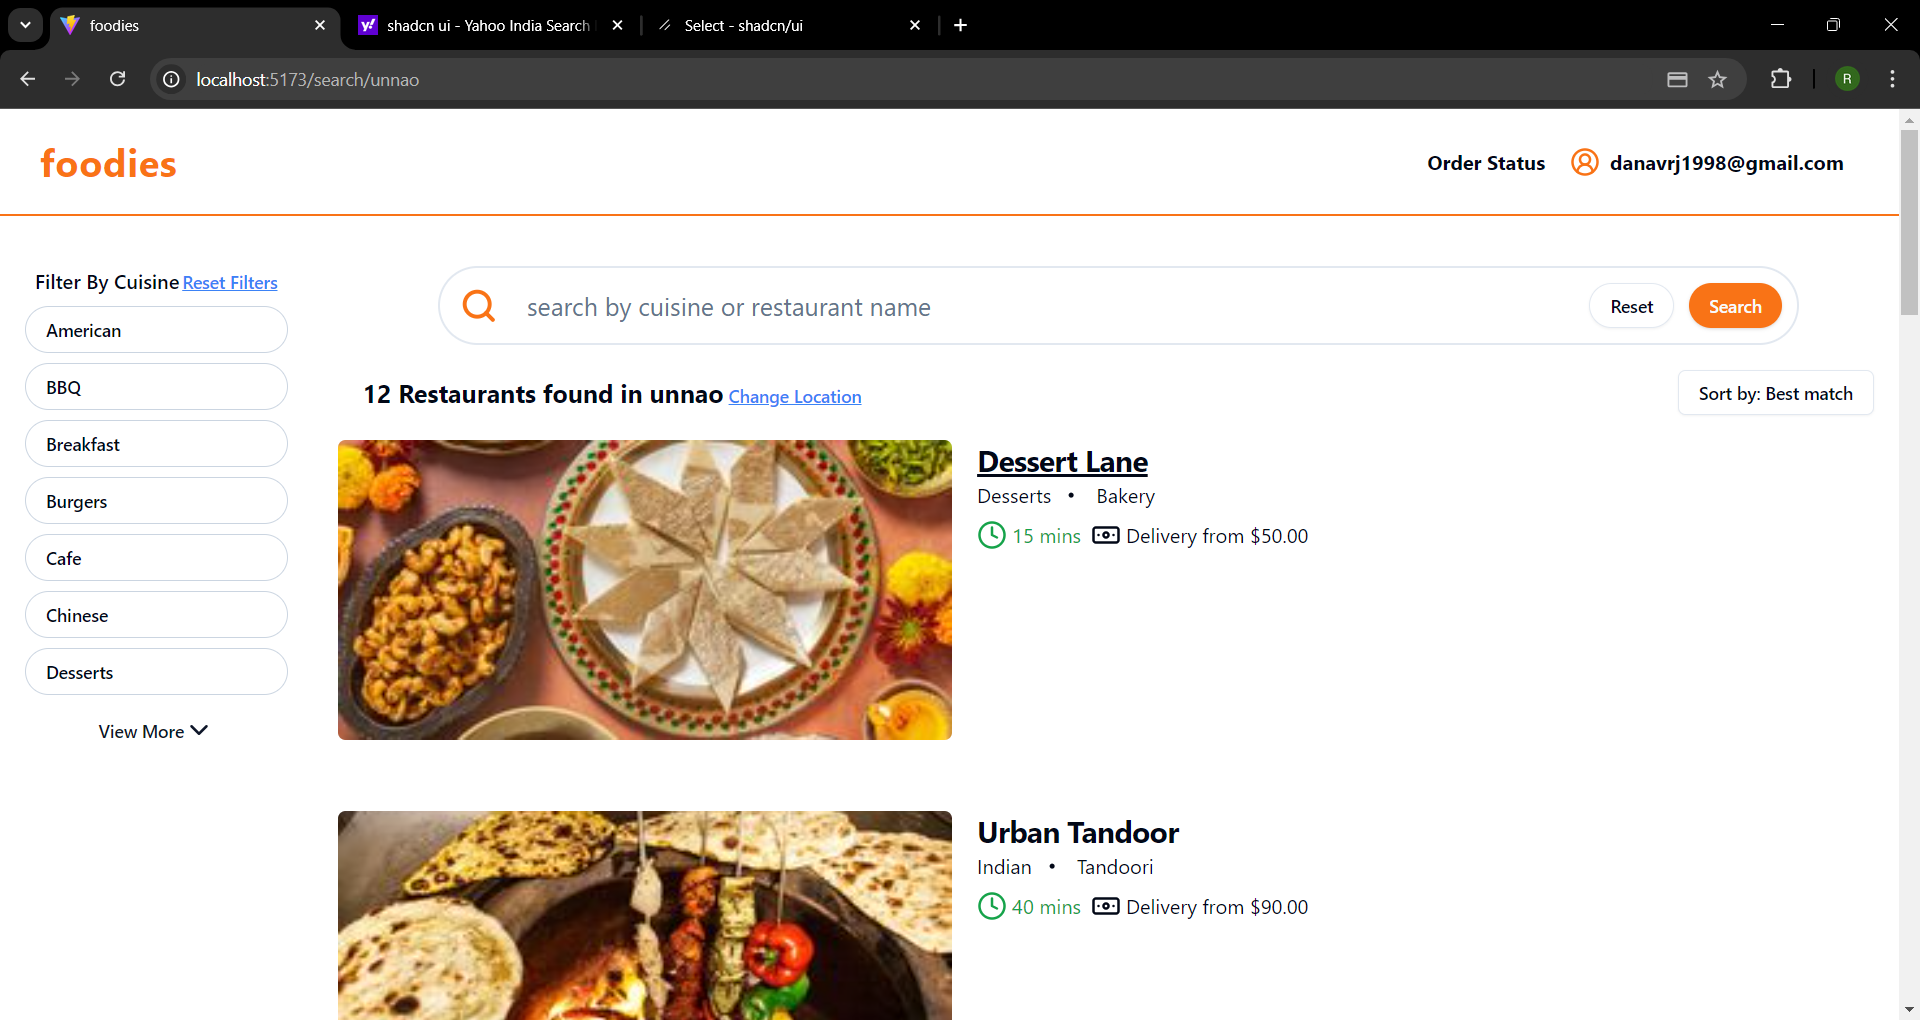 foodies
shadcn ui - Yahoo India Search
Select - shadcn/ui
localhost:5173/search/unnao
R
foodies
Order Status
danavrj1998@gmail.com
Filter By Cuisine Reset Filters
American
BBQ
Breakfast
Burgers
Cafe
Chinese
Desserts
View More
search by cuisine or restaurant name
Reset
Search
12 Restaurants found in unnao Change Location
Sort by: Best match
Dessert Lane
Desserts • Bakery
15 mins Delivery from $50.00
Urban Tandoor
Indian • Tandoori
40 mins Delivery from $90.00